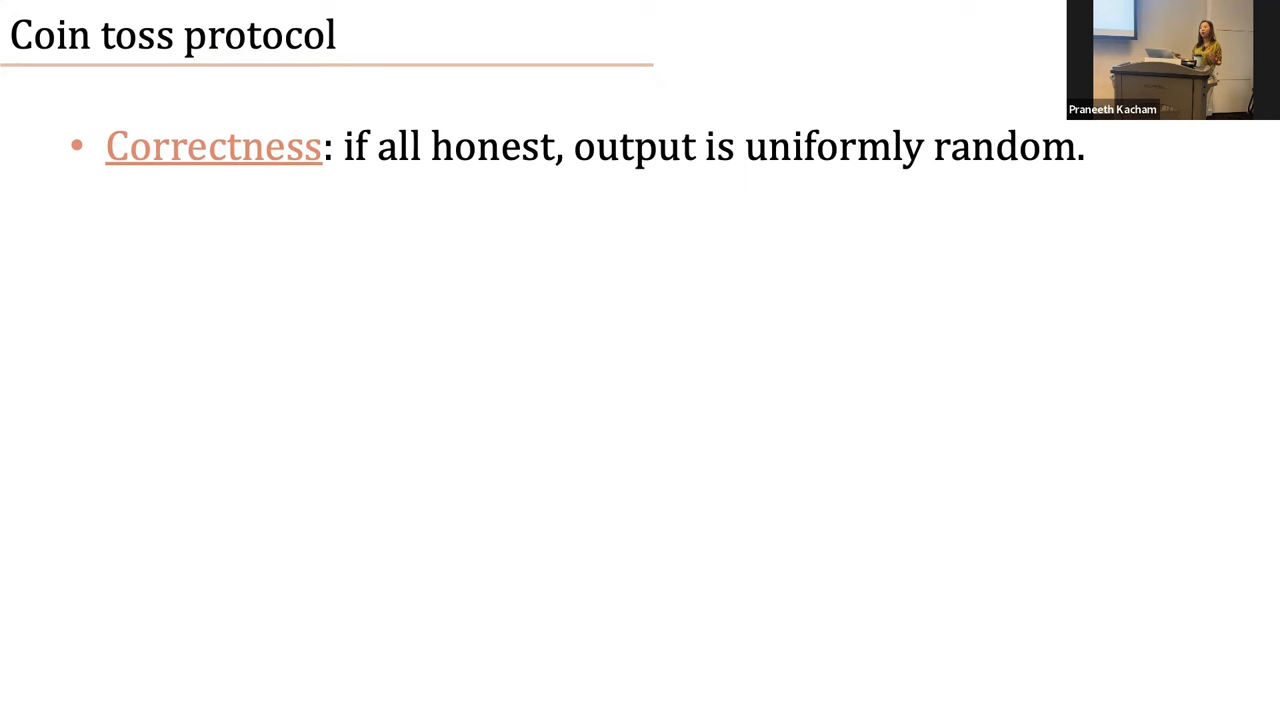 Coin toss protocol
Praneeth Kacham
• Correctness: if all honest, output is uniformly random.